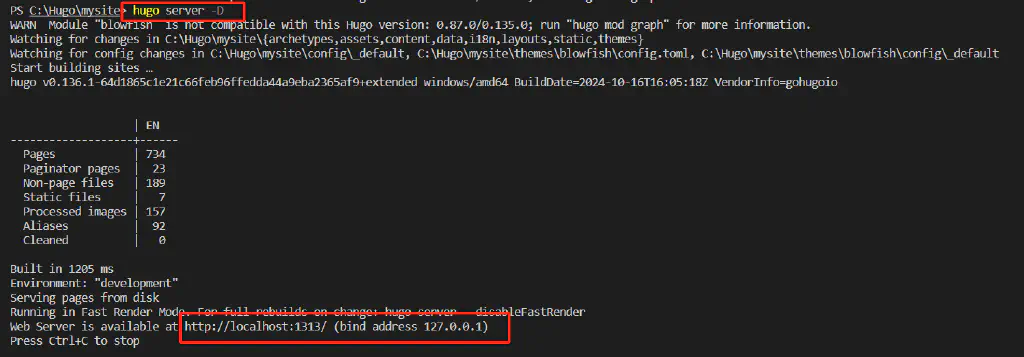 PS C:\Hugo\mysite> hugo server -D
WARN  Module "blowfish" is not compatible with this Hugo version: 0.87.0/0.135.0; run "hugo mod graph" for more information.
Watching for changes in C:\Hugo\mysite\{archetypes,assets,content,data,i18n,layouts,static,themes}
Watching for config changes in C:\Hugo\mysite\config\_default, C:\Hugo\mysite\themes\blowfish\config.toml, C:\Hugo\mysite\themes\blowfish\config\_default
Start building sites …
hugo v0.136.1-64d1865c1e21c66feb96ffedda44a9eba2365af9+extended windows/amd64 BuildDate=2024-10-16T16:05:18Z VendorInfo=gohugoio
| EN
-------------------+------
Pages | 734
Paginator pages | 23
Non-page files | 189
Static files | 7
Processed images | 157
Aliases | 92
Cleaned | 0
Built in 1205 ms
Environment: "development"
Serving pages from disk
Running in Fast Render Mode. For full rebuilds on change: hugo server --disableFastRender
Web Server is available at http://localhost:1313/ (bind address 127.0.0.1)
Press Ctrl+C to stop